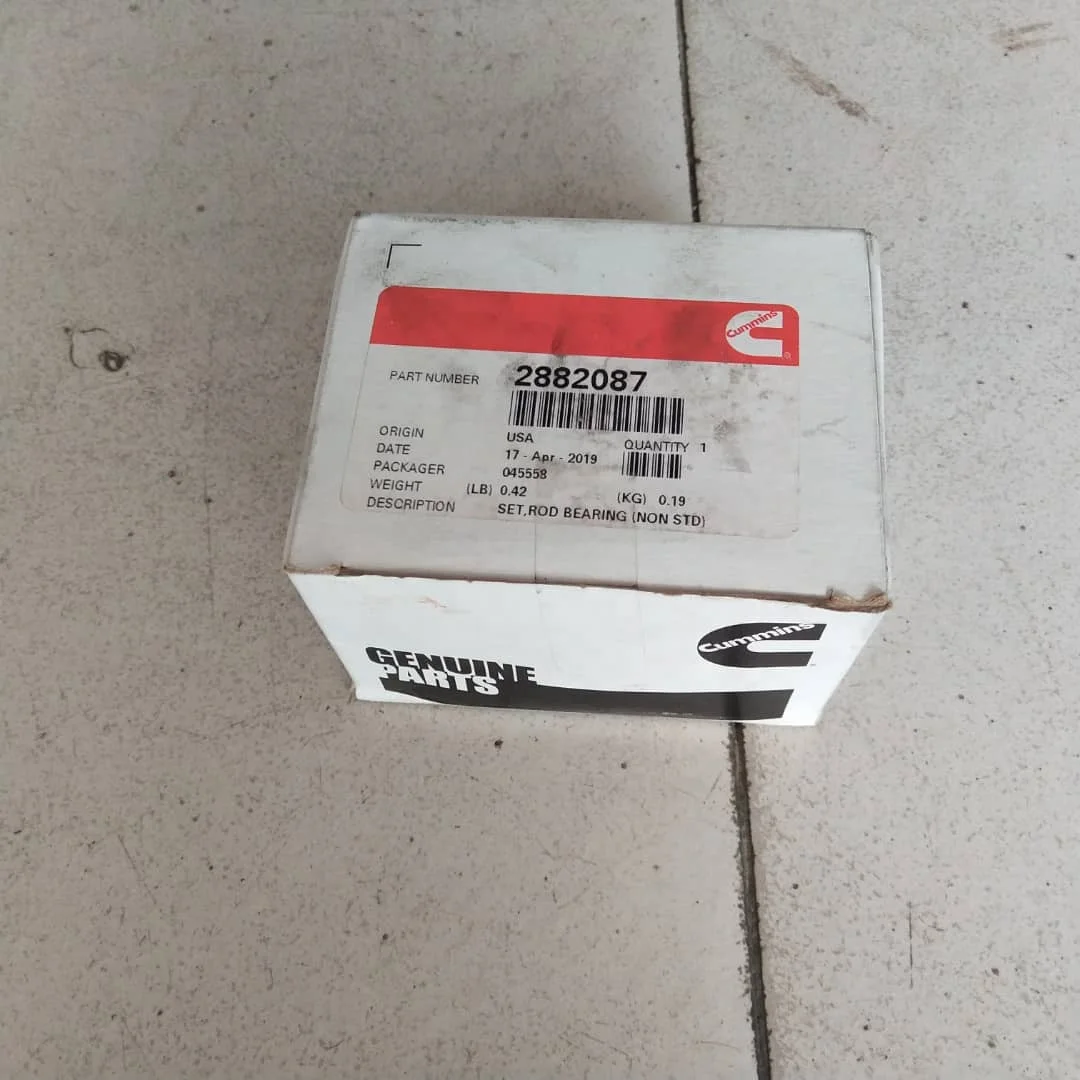 Cummins
PART NUMBER 2882087
ORIGIN USA QUANTITY 1
DATE 17 - Apr - 2019
PACKAGER 045558
WEIGHT (LB) 0.42 (KG) 0.19
DESCRIPTION SET,ROD BEARING (NON STD)
Cummins
GENUINE
PARTS